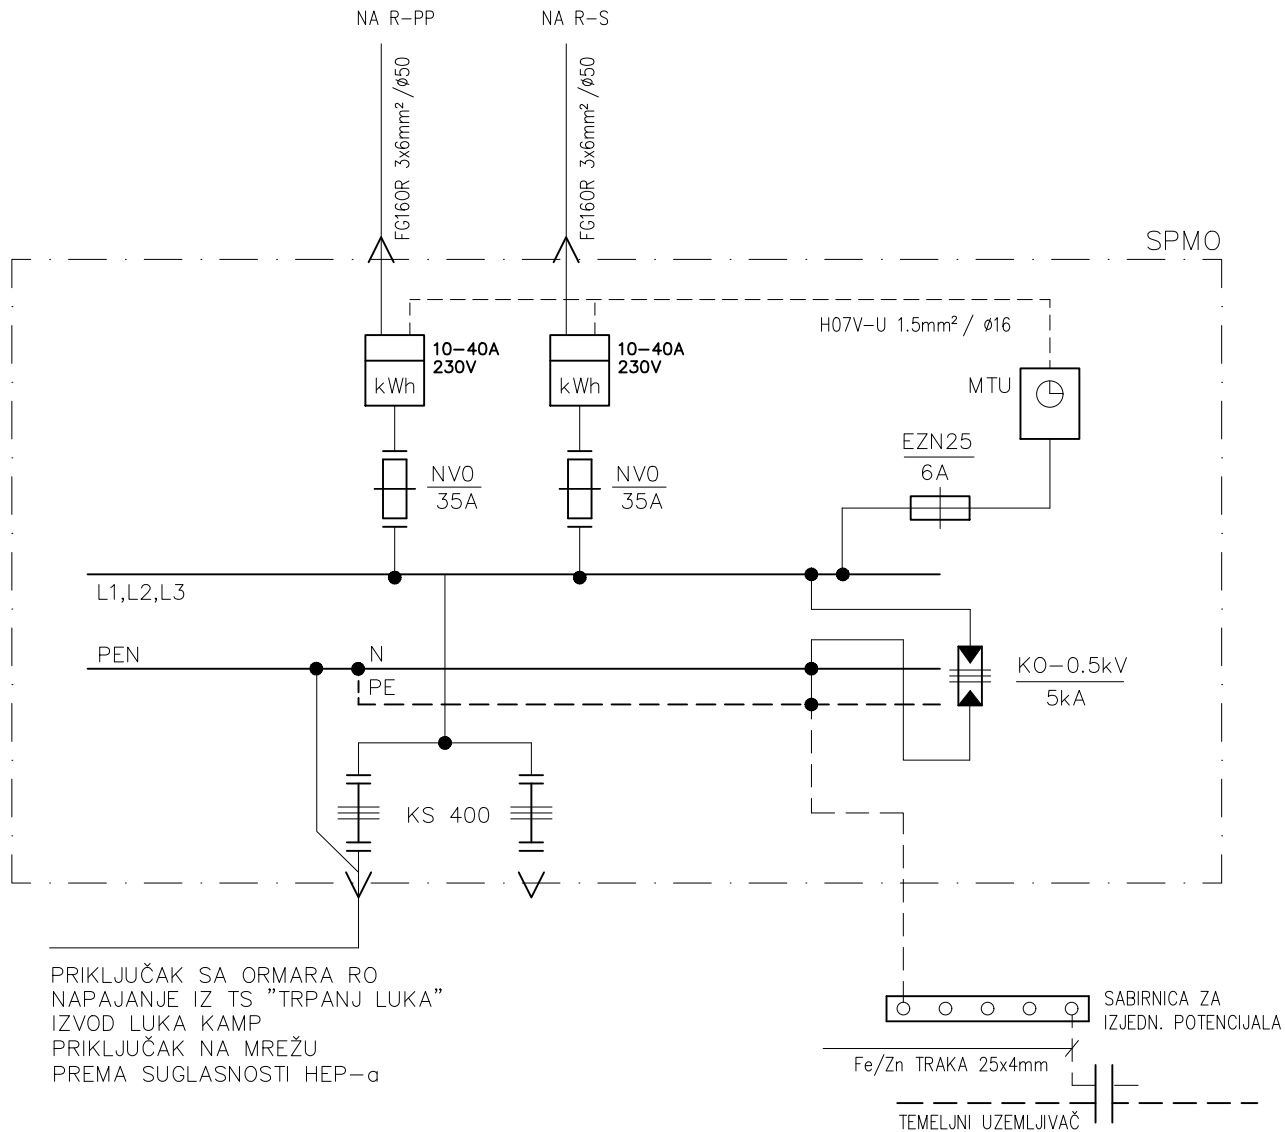 NA R-PP
NA R-S
FG160R 3x6mm² /ø50
FG160R 3x6mm² /ø50
SPMO
H07V-U 1.5mm² / ø16
10-40A
230V
kWh
10-40A
230V
kWh
MTU
EZN25
6A
NVO
35A
NVO
35A
L1,L2,L3
PEN
N
PE
KO-0.5kV
5kA
KS 400
PRIKLJUČAK SA ORMARA RO
NAPAJANJE IZ TS "TRPANJ LUKA"
IZVOD LUKA KAMP
PRIKLJUČAK NA MREŽU
PREMA SUGLASNOSTI HEP-a
SABIRNICA ZA
IZJEDN. POTENCIJALA
Fe/Zn TRAKA 25x4mm
TEMELJNI UZEMLJIVAČ